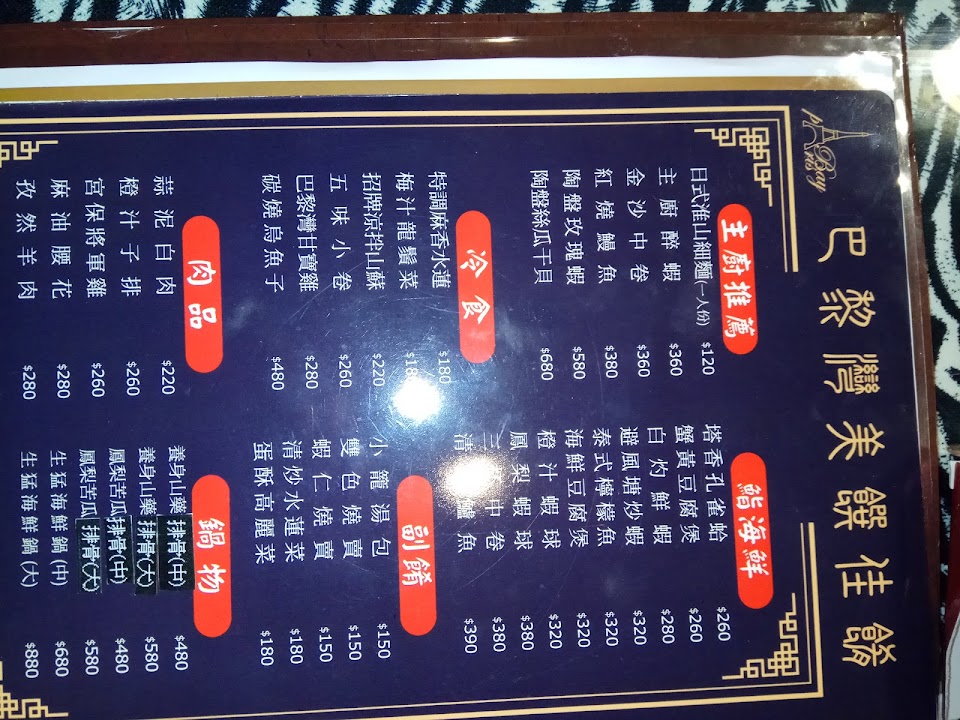 Bay
巴黎灣美饌佳餚
主廚推薦
日式淮山細麵(一人份) $120
主廚醉蝦 $360
金沙中卷 $360
紅燒鰻魚 $380
陶盤玫瑰蝦 $580
陶盤絲瓜干貝 $680
鮨海鮮
塔香孔雀蛤 $260
蟹黃豆腐煲 $260
白灼鮮蝦 $280
避風塘炒蝦 $320
泰式檸檬魚 $320
海鮮豆腐煲 $320
橙汁蝦球 $320
鳳梨蝦球 $380
三 中卷 $380
清 鱸魚 $390
冷食
特調麻香水蓮 $180
梅汁龍鬚菜
招牌涼拌山蘇 $220
五味小卷 $260
巴黎灣甘寶雞 $280
碳燒烏魚子 $480
副餚
小籠湯包 $150
雙色燒賣 $150
蝦仁燒賣 $150
清炒水蓮菜 $180
蛋酥高麗菜 $180
肉品
蒜泥白肉 $220
橙汁子排 $260
宮保將軍雞 $260
麻油腰花 $280
孜然羊肉 $280
鍋物
養身山藥排骨(中) $480
養身山藥排骨(大) $580
鳳梨苦瓜排骨(中) $480
鳳梨苦瓜排骨(大) $580
生猛海鮮鍋(中) $680
生猛海鮮鍋(大) $880